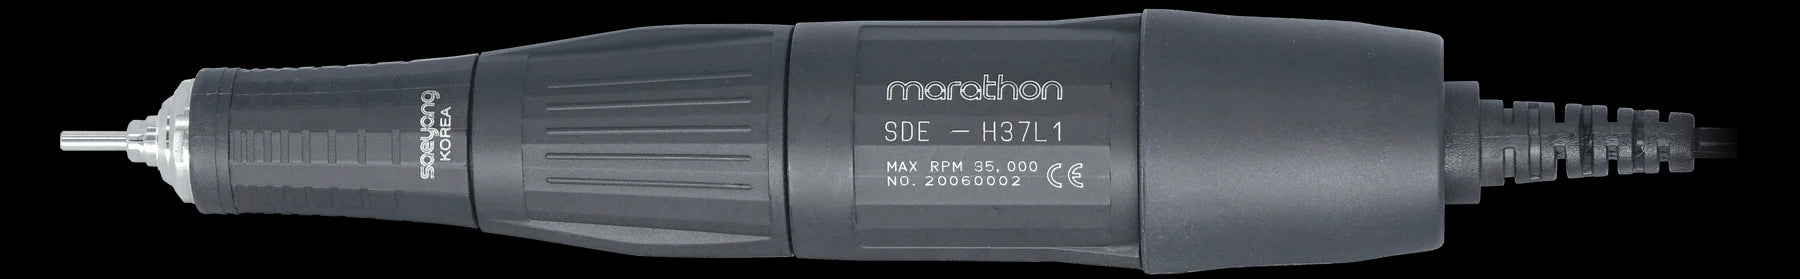 saeyang
KOREA
marathon
SDE - H37L1
MAX RPM 35,000
NO. 20060002
CE